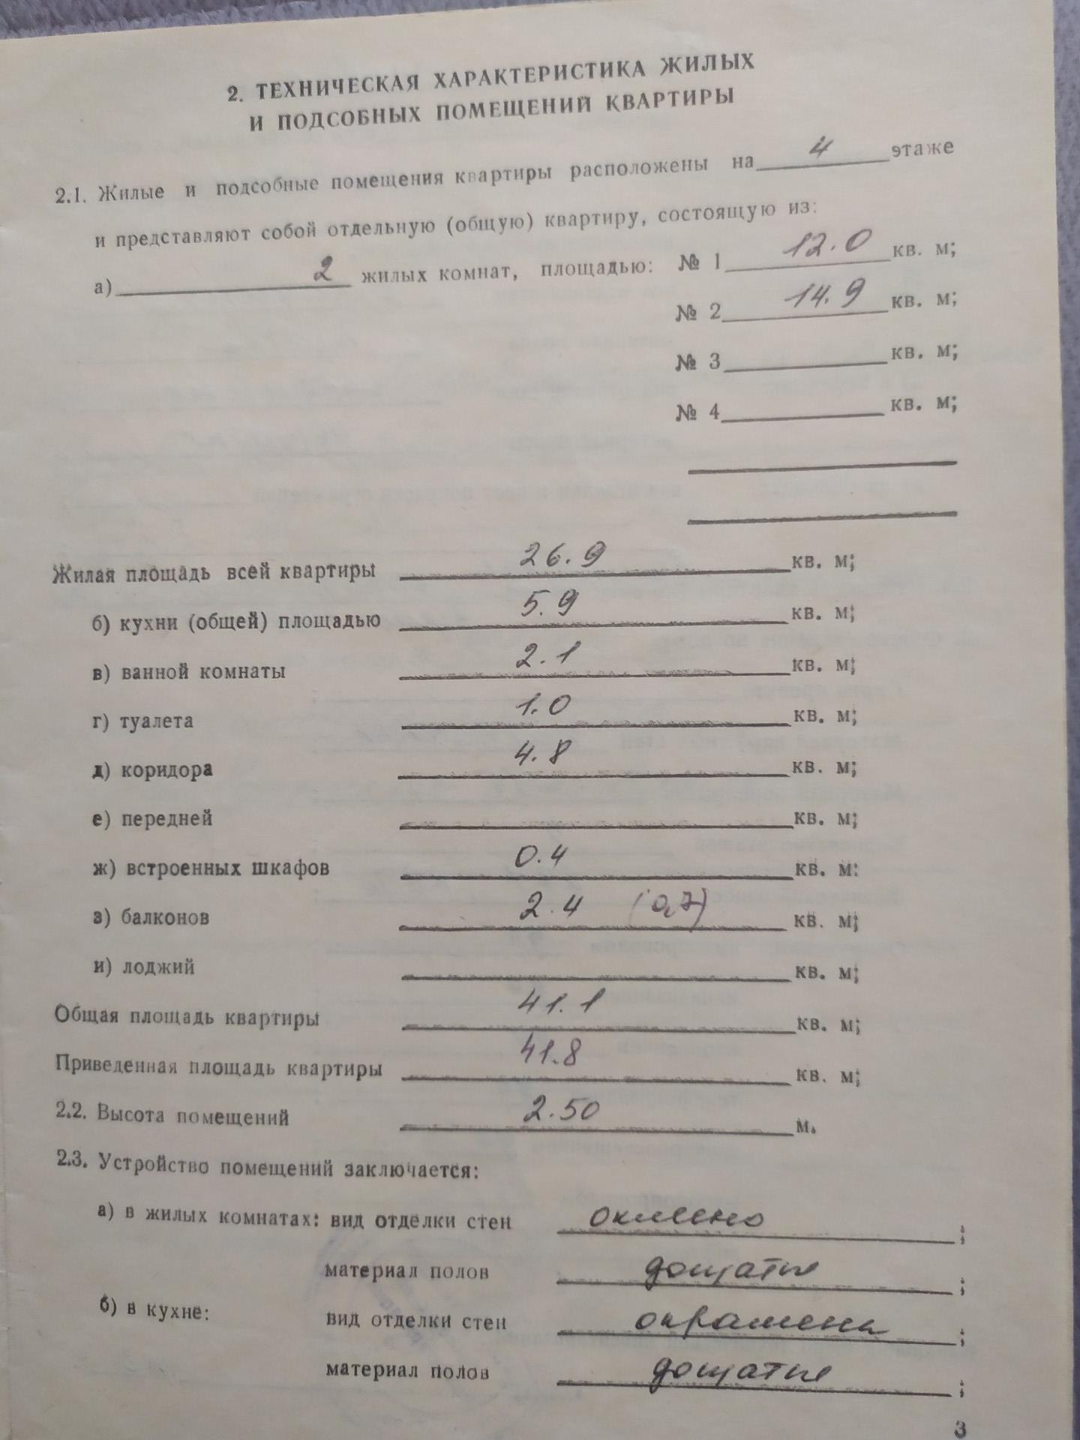 2. ТЕХНИЧЕСКАЯ ХАРАКТЕРИСТИКА ЖИЛЫХ
И ПОДСОБНЫХ ПОМЕЩЕНИЙ КВАРТИРЫ
2.1. Жилые и подсобные помещения квартиры расположены на 4 этаже
и представляют собой отдельную (общую) квартиру, состоящую из:
а) 2 жилых комнат, площадью: № 1 12.0 кв. м;
№ 2 14.9 кв. м;
№ 3 кв. м;
№ 4 кв. м;
Жилая площадь всей квартиры 26.9 кв. м;
б) кухни (общей) площадью 5.9 кв. м;
в) ванной комнаты 2.1 кв. м;
г) туалета 1.0 кв. м;
д) коридора 4.8 кв. м;
е) передней кв. м;
ж) встроенных шкафов 0.4 кв. м:
з) балконов 2.4 (0,7) кв. м;
и) лоджий кв. м;
Общая площадь квартиры 41.1 кв. м;
Приведенная площадь квартиры 41.8 кв. м;
2.2. Высота помещений 2.50 м.
2.3. Устройство помещений заключается:
а) в жилых комнатах: вид отделки стен оклеено ;
материал полов дощатые ;
б) в кухне: вид отделки стен окрашены ;
материал полов дощатые ;
3